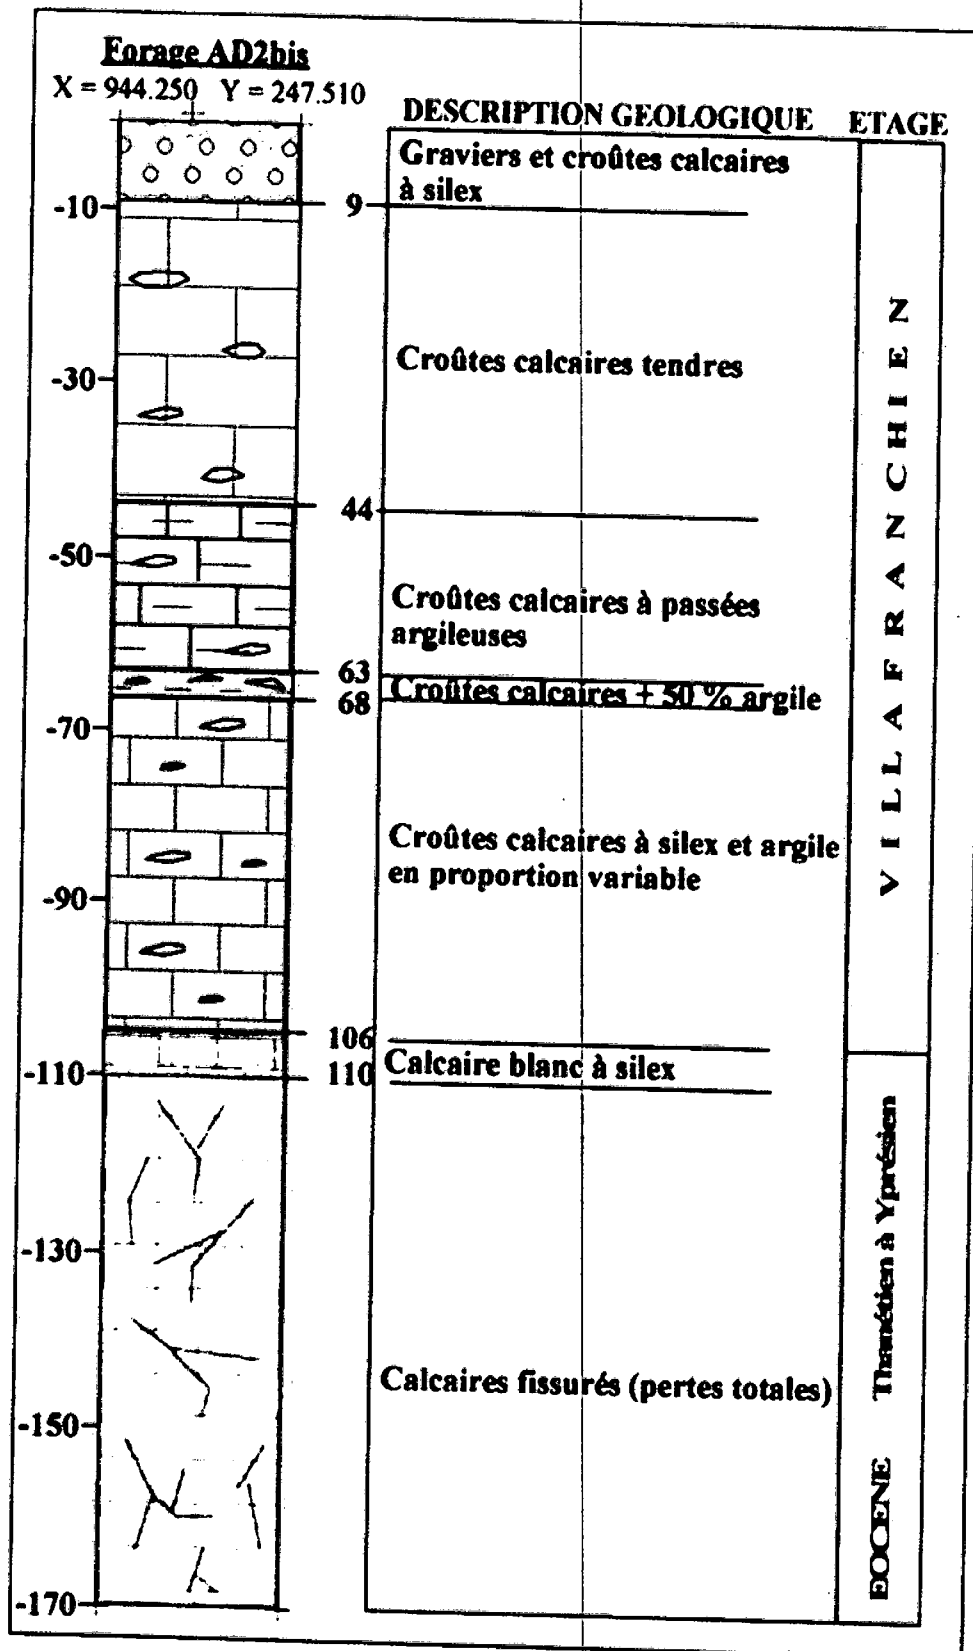 Forage AD2bis
X = 944.250 Y = 247.510
DESCRIPTION GEOLOGIQUE
ETAGE
Graviers et croûtes calcaires
à silex
-10
9
Croûtes calcaires tendres
-30
44
-50
Croûtes calcaires à passées
argileuses
63
Croûtes calcaires + 50 % argile
68
-70
Croûtes calcaires à silex et argile
en proportion variable
-90
VILLAFRANCHIEN
106
Calcaire blanc à silex
110
-110
-130
Calcaires fissurés (pertes totales)
-150
-170
EOCENE Thanétien à Yprésien